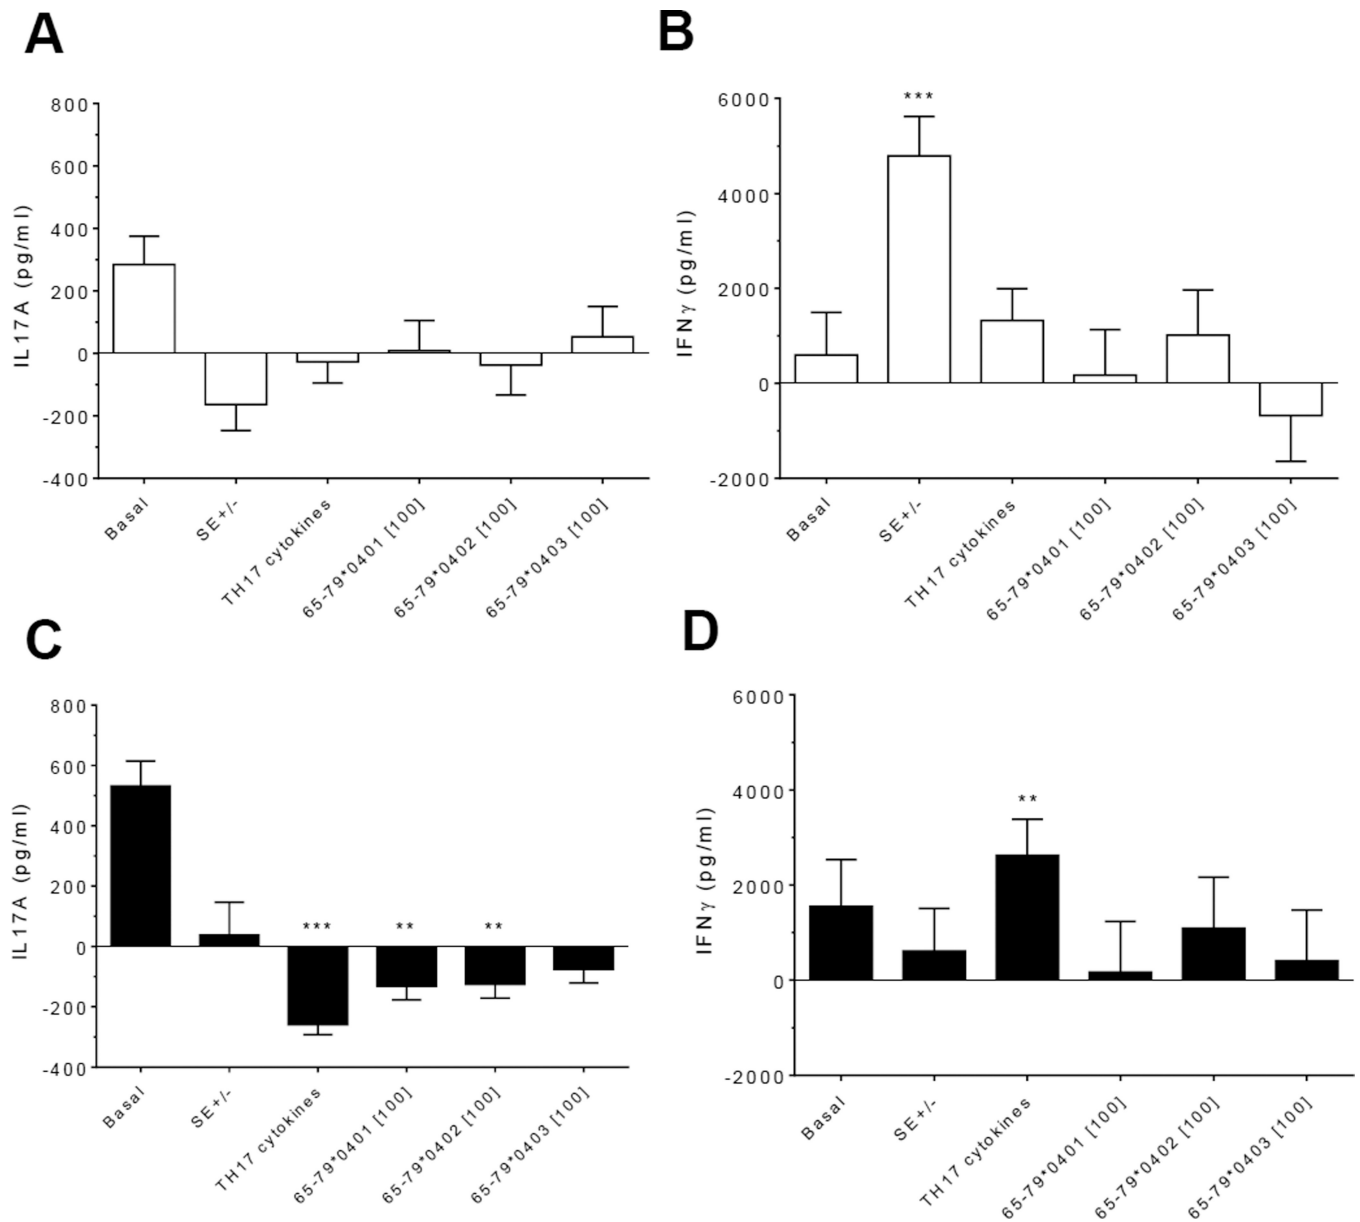 A
800
600
400
200
0
-200
-400
IL17A (pg/ml)
Basal
SE+/-
TH17 cytokines
65-79*0401 [100]
65-79*0402 [100]
65-79*0403 [100]
B
6000
4000
2000
0
-2000
IFNγ (pg/ml)
***
Basal
SE+/-
TH17 cytokines
65-79*0401 [100]
65-79*0402 [100]
65-79*0403 [100]
C
800
600
400
200
0
-200
-400
IL17A (pg/ml)
***
**
**
Basal
SE+/-
TH17 cytokines
65-79*0401 [100]
65-79*0402 [100]
65-79*0403 [100]
D
6000
4000
2000
0
-2000
IFNγ (pg/ml)
**
Basal
SE+/-
TH17 cytokines
65-79*0401 [100]
65-79*0402 [100]
65-79*0403 [100]